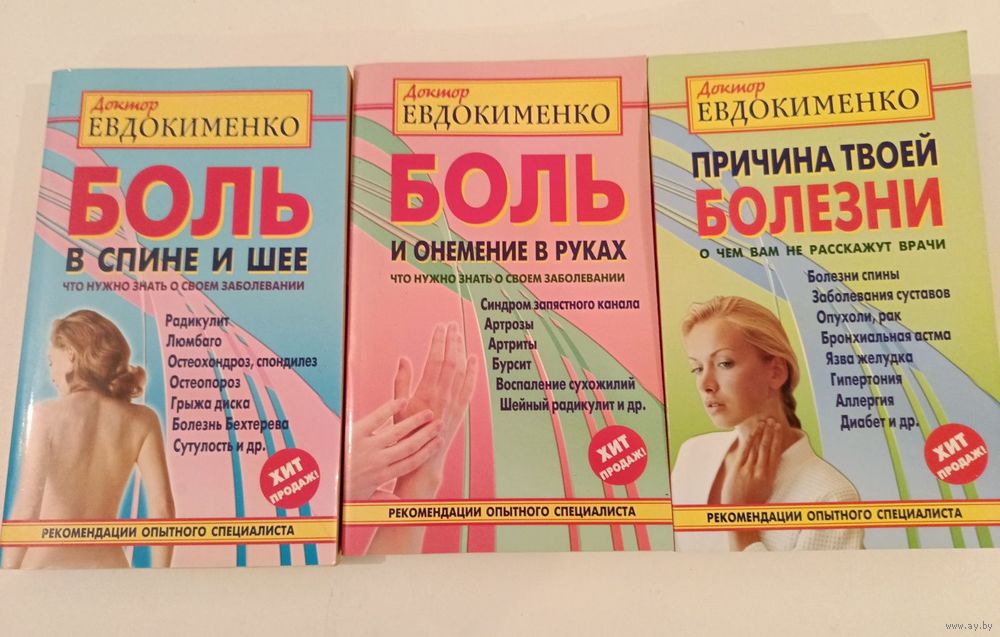 Доктор
ЕВДОКИМЕНКО
БОЛЬ
В СПИНЕ И ШЕЕ
ЧТО НУЖНО ЗНАТЬ О СВОЕМ ЗАБОЛЕВАНИИ
Радикулит
Люмбаго
Остеохондроз, спондилез
Остеопороз
Грыжа диска
Болезнь Бехтерева
Сутулость и др.
ХИТ
ПРОДАЖ!
РЕКОМЕНДАЦИИ ОПЫТНОГО СПЕЦИАЛИСТА
Доктор
ЕВДОКИМЕНКО
БОЛЬ
И ОНЕМЕНИЕ В РУКАХ
ЧТО НУЖНО ЗНАТЬ О СВОЕМ ЗАБОЛЕВАНИИ
Синдром запястного канала
Артрозы
Артриты
Бурсит
Воспаление сухожилий
Шейный радикулит и др.
ХИТ
ПРОДАЖ!
РЕКОМЕНДАЦИИ ОПЫТНОГО СПЕЦИАЛИСТА
Доктор
ЕВДОКИМЕНКО
ПРИЧИНА ТВОЕЙ
БОЛЕЗНИ
О ЧЕМ ВАМ НЕ РАССКАЖУТ ВРАЧИ
Болезни спины
Заболевания суставов
Опухоли, рак
Бронхиальная астма
Язва желудка
Гипертония
Аллергия
Диабет и др.
ХИТ
ПРОДАЖ!
РЕКОМЕНДАЦИИ ОПЫТНОГО СПЕЦИАЛИСТА
www.ay.by